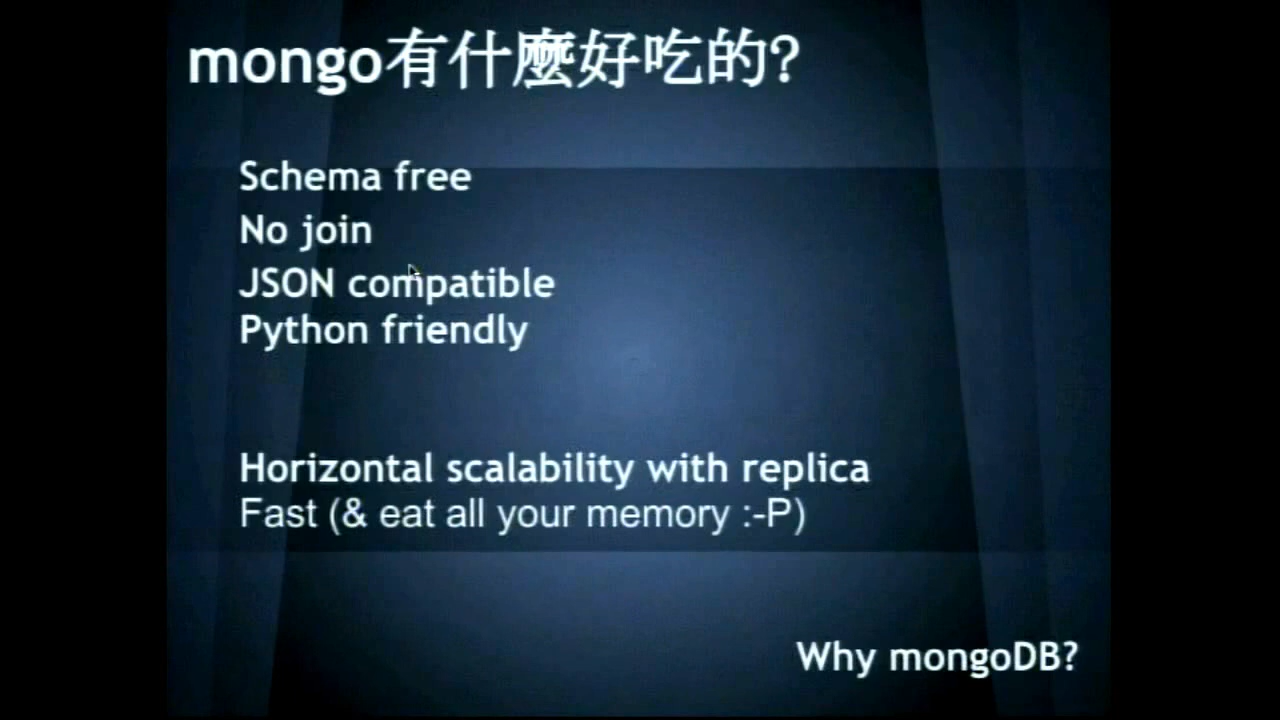 mongo有什麼好吃的?
Schema free
No join
JSON compatible
Python friendly
Horizontal scalability with replica
Fast (& eat all your memory :-P)
Why mongoDB?